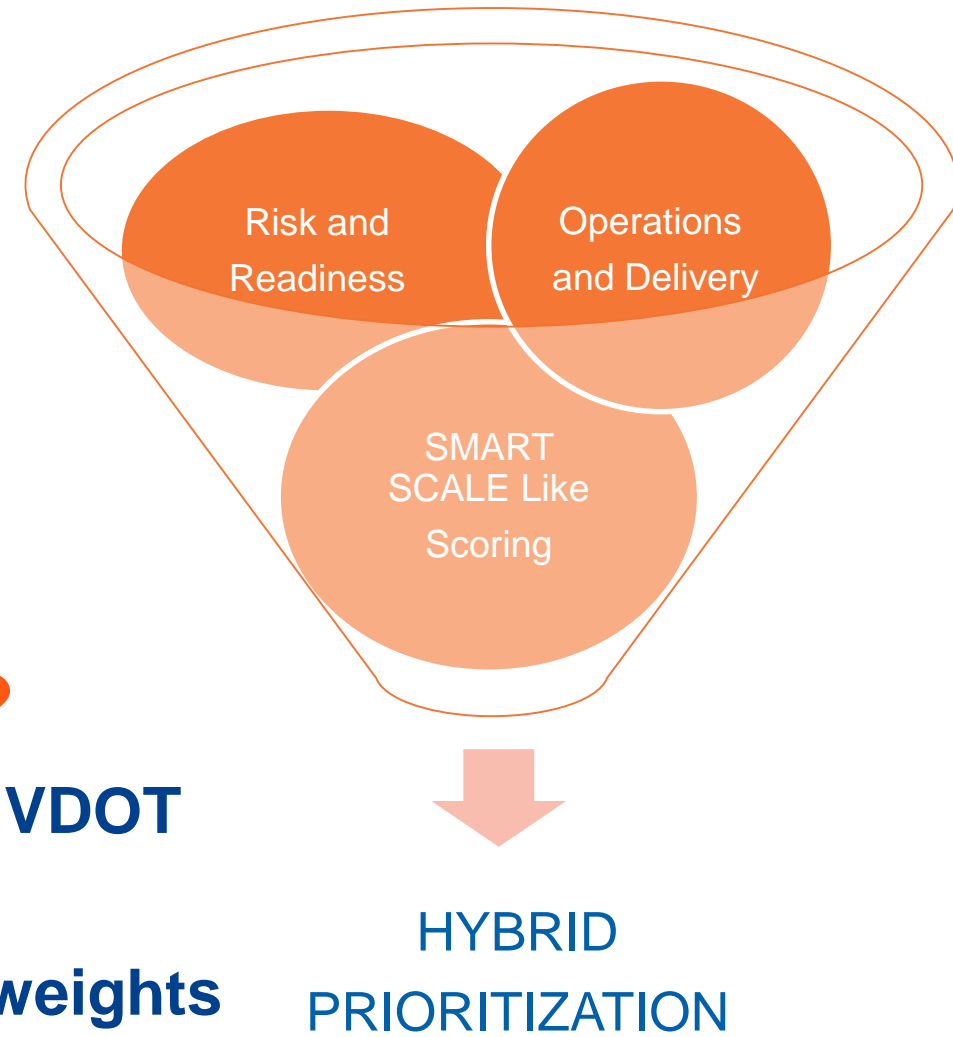 Risk and
Readiness
Operations
and Delivery
SMART
SCALE Like
Scoring
VDOT
weights
HYBRID
PRIORITIZATION